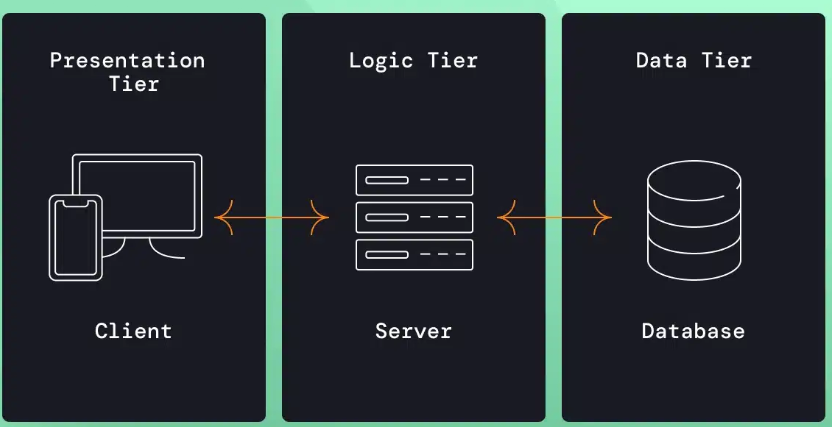 Presentation
Tier
Logic Tier
Data Tier
Client
Server
Database